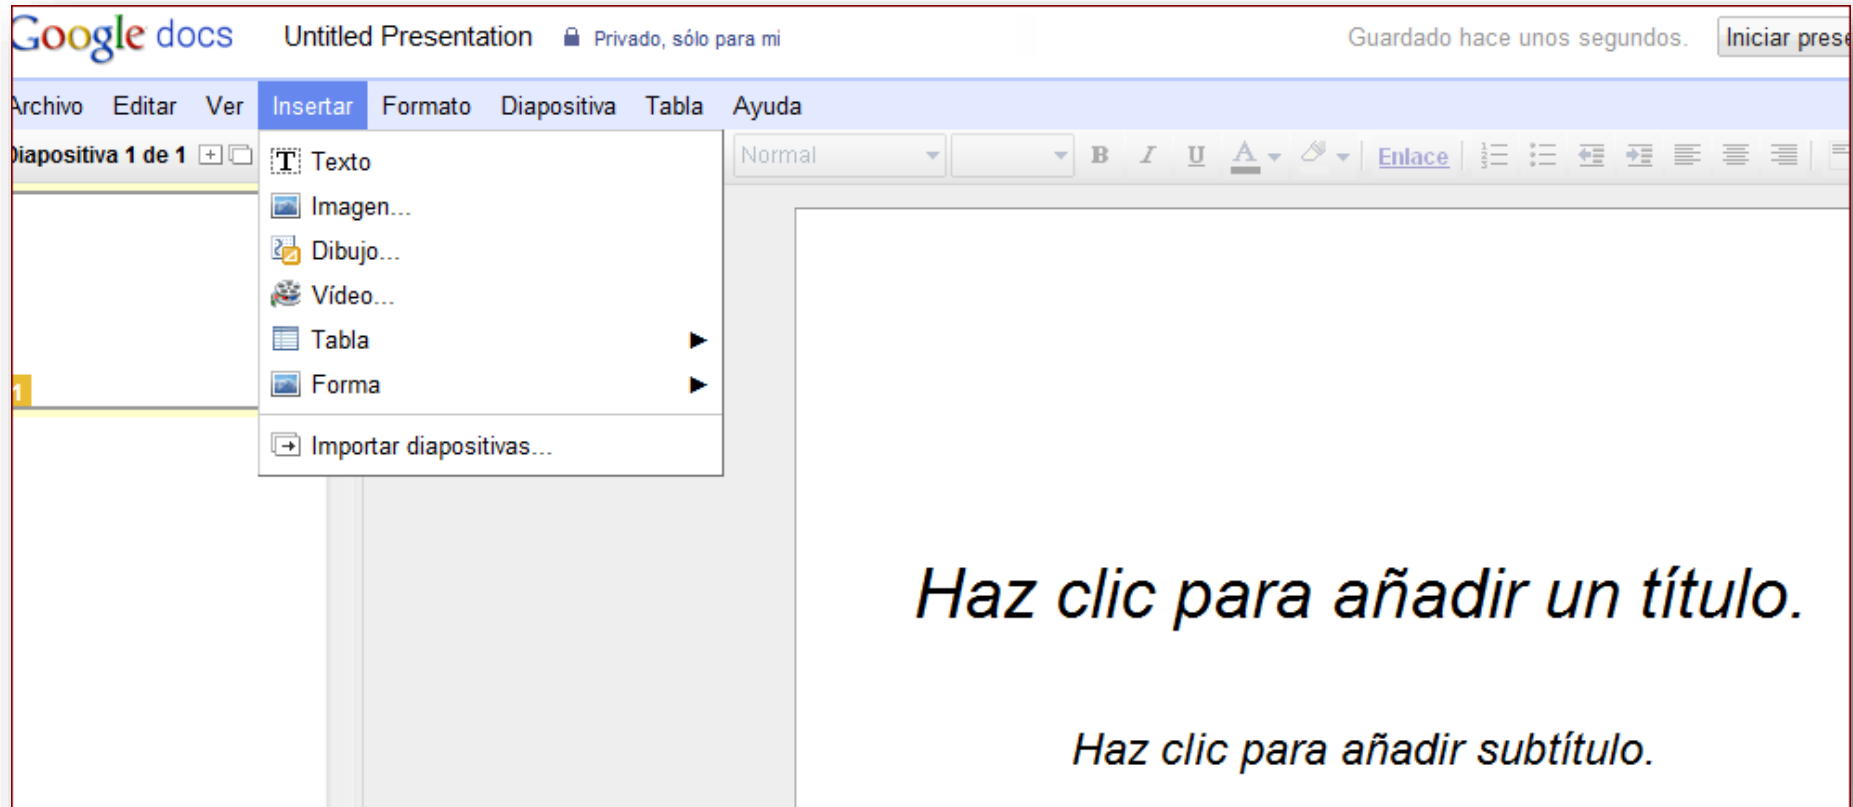 Google docs Untitled Presentation Privado, sólo para mi Guardado hace unos segundos. Iniciar prese
Archivo Editar Ver Insertar Formato Diapositiva Tabla Ayuda
Diapositiva 1 de 1 Normal B I U A Enlace
Texto
Imagen...
Dibujo...
Vídeo...
Tabla
Forma
1
Importar diapositivas...
Haz clic para añadir un título.
Haz clic para añadir subtítulo.